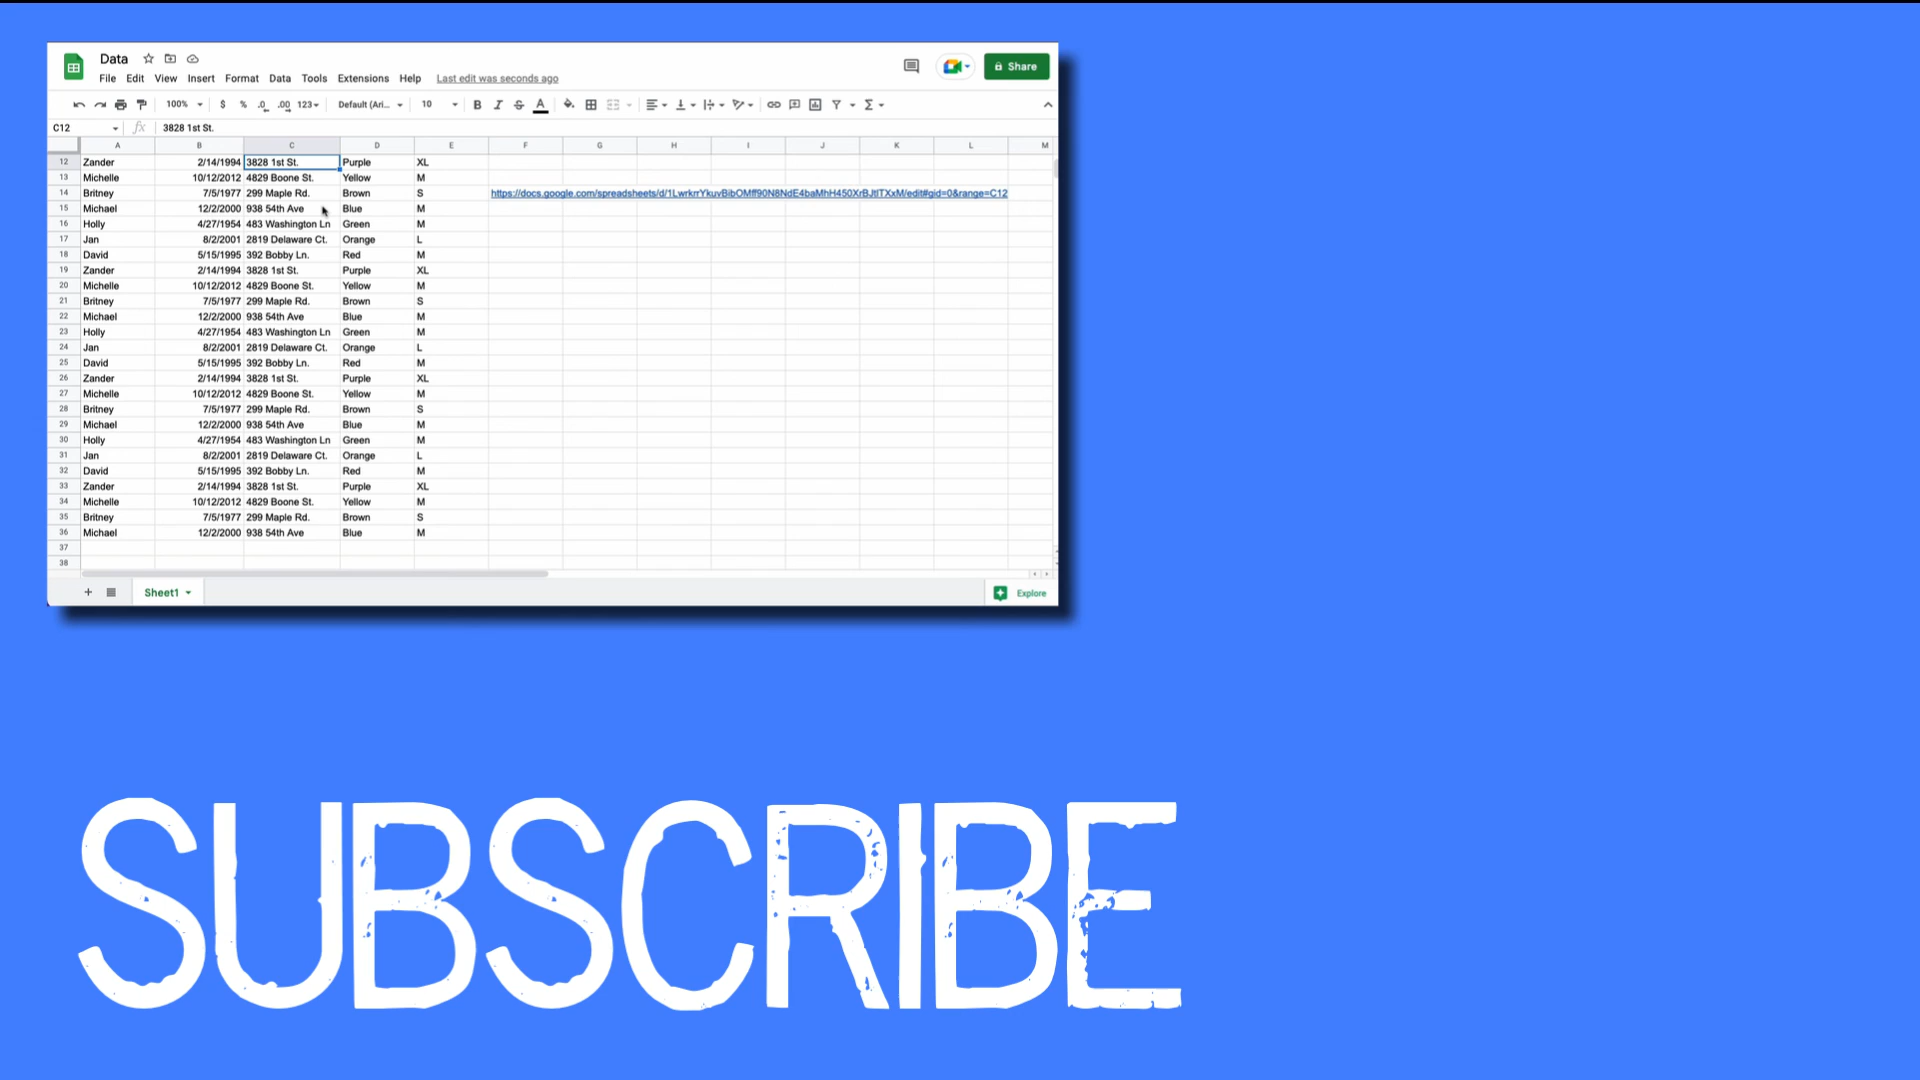 Data
File Edit View Insert Format Data Tools Extensions Help Last edit was seconds ago
Share
100% $ % .0 .00 123 Default (Ari... 10 B I S A
C12 fx 3828 1st St.
A B C D E F G H I J K L M
12 Zander 2/14/1994 3828 1st St. Purple XL
13 Michelle 10/12/2012 4829 Boone St. Yellow M
14 Britney 7/5/1977 299 Maple Rd. Brown S
15 Michael 12/2/2000 938 54th Ave Blue M
16 Holly 4/27/1954 483 Washington Ln Green M
17 Jan 8/2/2001 2819 Delaware Ct. Orange L
18 David 5/15/1995 392 Bobby Ln. Red M
19 Zander 2/14/1994 3828 1st St. Purple XL
20 Michelle 10/12/2012 4829 Boone St. Yellow M
21 Britney 7/5/1977 299 Maple Rd. Brown S
22 Michael 12/2/2000 938 54th Ave Blue M
23 Holly 4/27/1954 483 Washington Ln Green M
24 Jan 8/2/2001 2819 Delaware Ct. Orange L
25 David 5/15/1995 392 Bobby Ln. Red M
26 Zander 2/14/1994 3828 1st St. Purple XL
27 Michelle 10/12/2012 4829 Boone St. Yellow M
28 Britney 7/5/1977 299 Maple Rd. Brown S
29 Michael 12/2/2000 938 54th Ave Blue M
30 Holly 4/27/1954 483 Washington Ln Green M
31 Jan 8/2/2001 2819 Delaware Ct. Orange L
32 David 5/15/1995 392 Bobby Ln. Red M
33 Zander 2/14/1994 3828 1st St. Purple XL
34 Michelle 10/12/2012 4829 Boone St. Yellow M
35 Britney 7/5/1977 299 Maple Rd. Brown S
36 Michael 12/2/2000 938 54th Ave Blue M
37
38
Sheet1 Explore
SUBSCRIBE